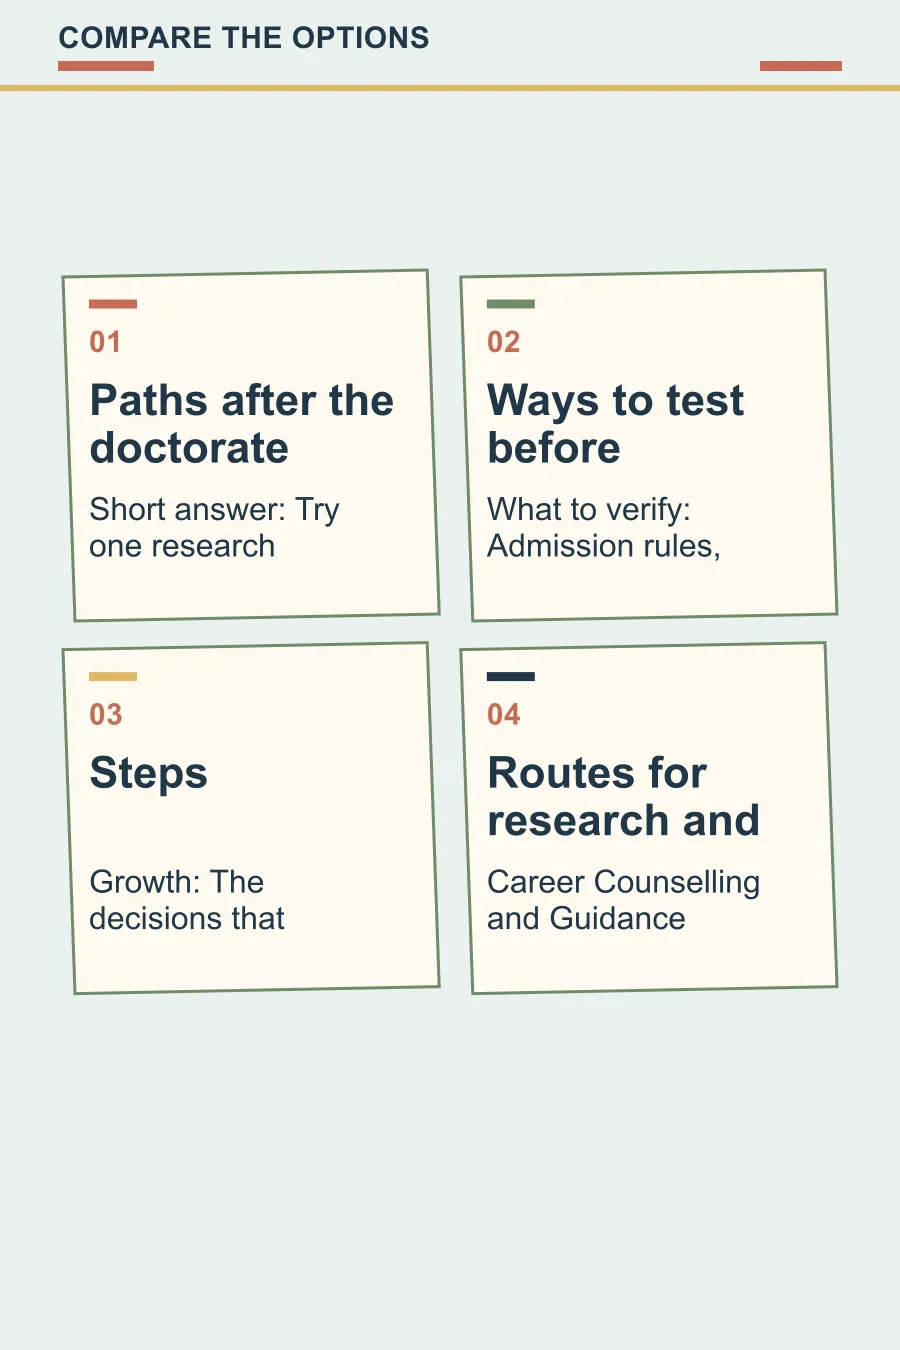 COMPARE THE OPTIONS
01
Paths after the
doctorate
Short answer: Try
one research
02
Ways to test
before
What to verify:
Admission rules,
03
Steps
Growth: The
decisions that
04
Routes for
research and
Career Counselling
and Guidance